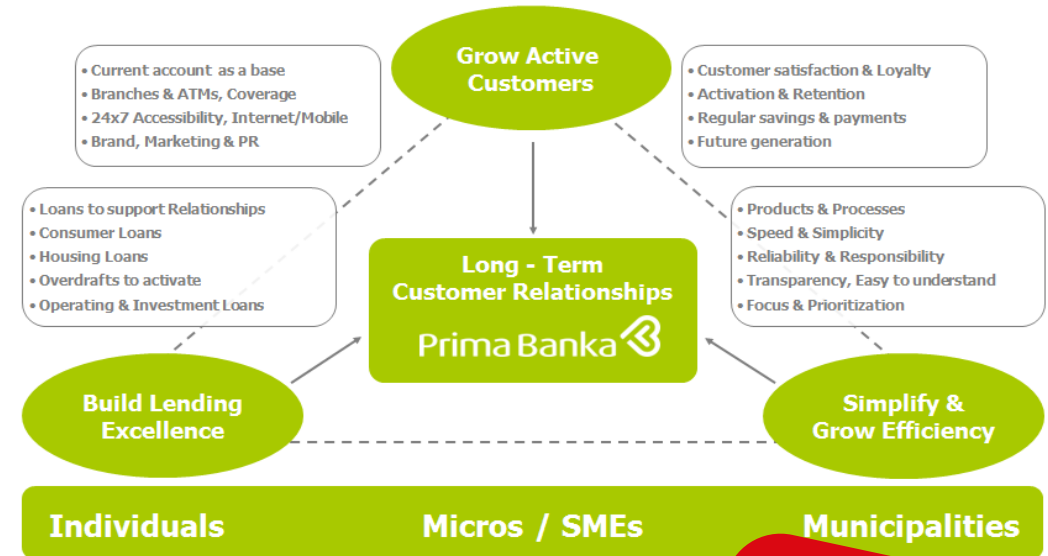 Grow Active
Customers
• Current account as a base
• Branches & ATMs, Coverage
• 24x7 Accessibility, Internet/Mobile
• Brand, Marketing & PR
• Customer satisfaction & Loyalty
• Activation & Retention
• Regular savings & payments
• Future generation
• Loans to support Relationships
• Consumer Loans
• Housing Loans
• Overdrafts to activate
• Operating & Investment Loans
• Products & Processes
• Speed & Simplicity
• Reliability & Responsibility
• Transparency, Easy to understand
• Focus & Prioritization
Long - Term
Customer Relationships
Prima Banka
Build Lending
Excellence
Simplify &
Grow Efficiency
Individuals Micros / SMEs Municipalities